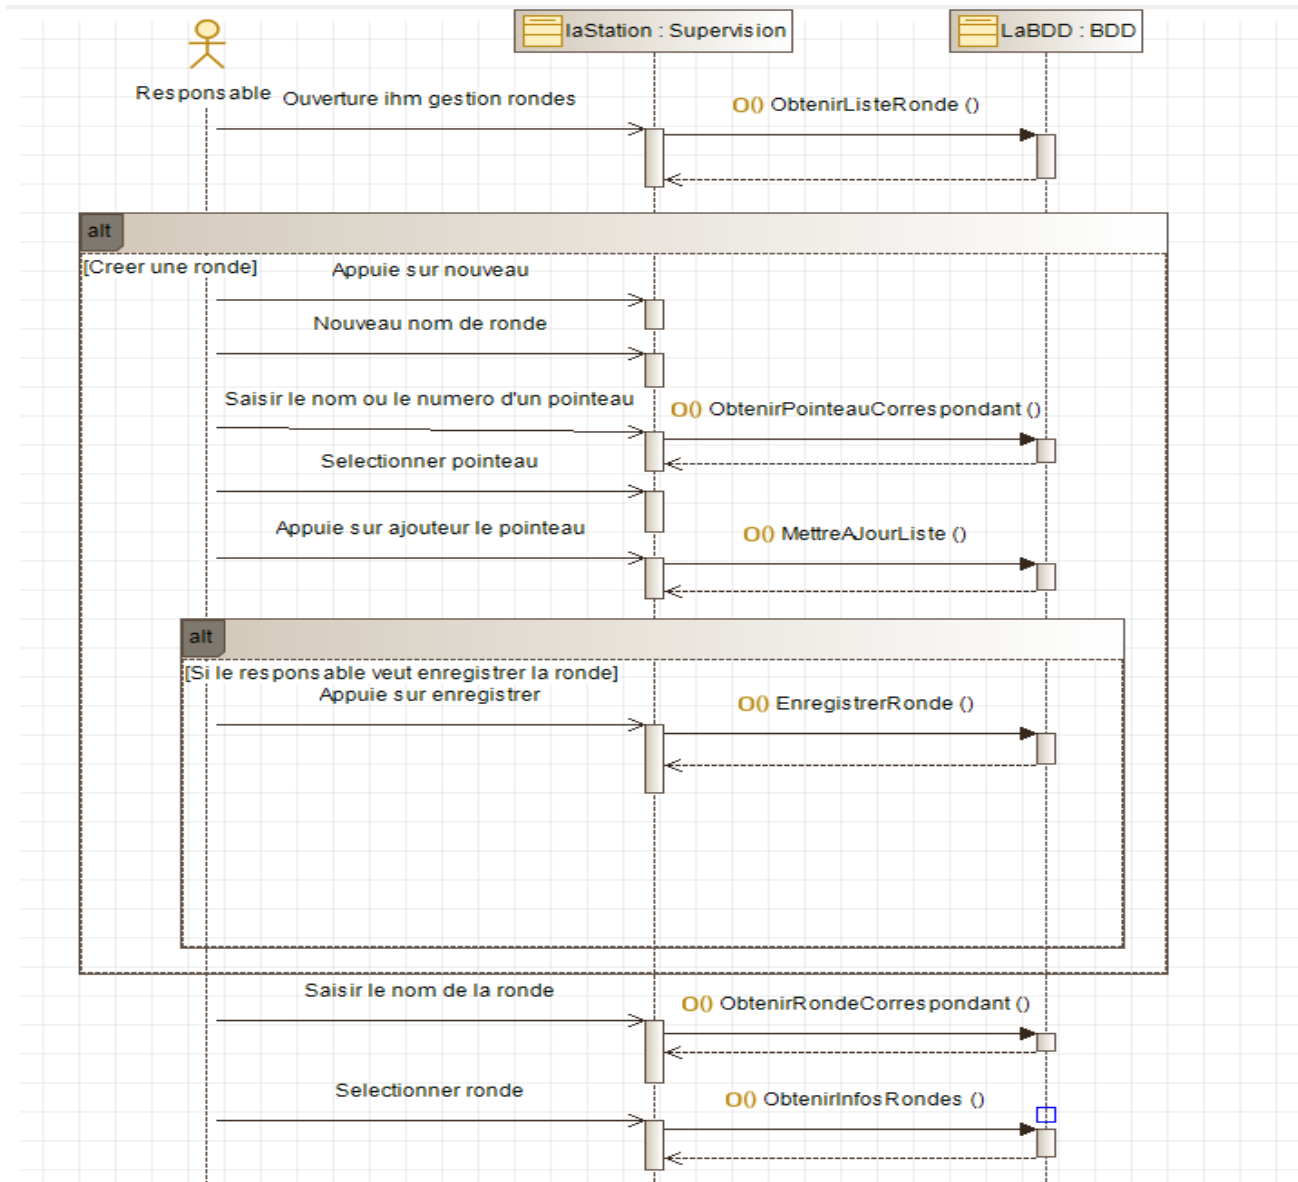 laStation : Supervision
LaBDD : BDD
Responsable
Ouverture ihm gestion rondes
O() ObtenirListeRonde ()
alt
[Creer une ronde]
Appuie sur nouveau
Nouveau nom de ronde
Saisir le nom ou le numero d'un pointeau
O() ObtenirPointeauCorrespondant ()
Selectionner pointeau
Appuie sur ajouteur le pointeau
O() MettreAJourListe ()
alt
[Si le responsable veut enregistrer la ronde]
Appuie sur enregistrer
O() EnregistrerRonde ()
Saisir le nom de la ronde
O() ObtenirRondeCorrespondant ()
Selectionner ronde
O() ObtenirInfosRondes ()